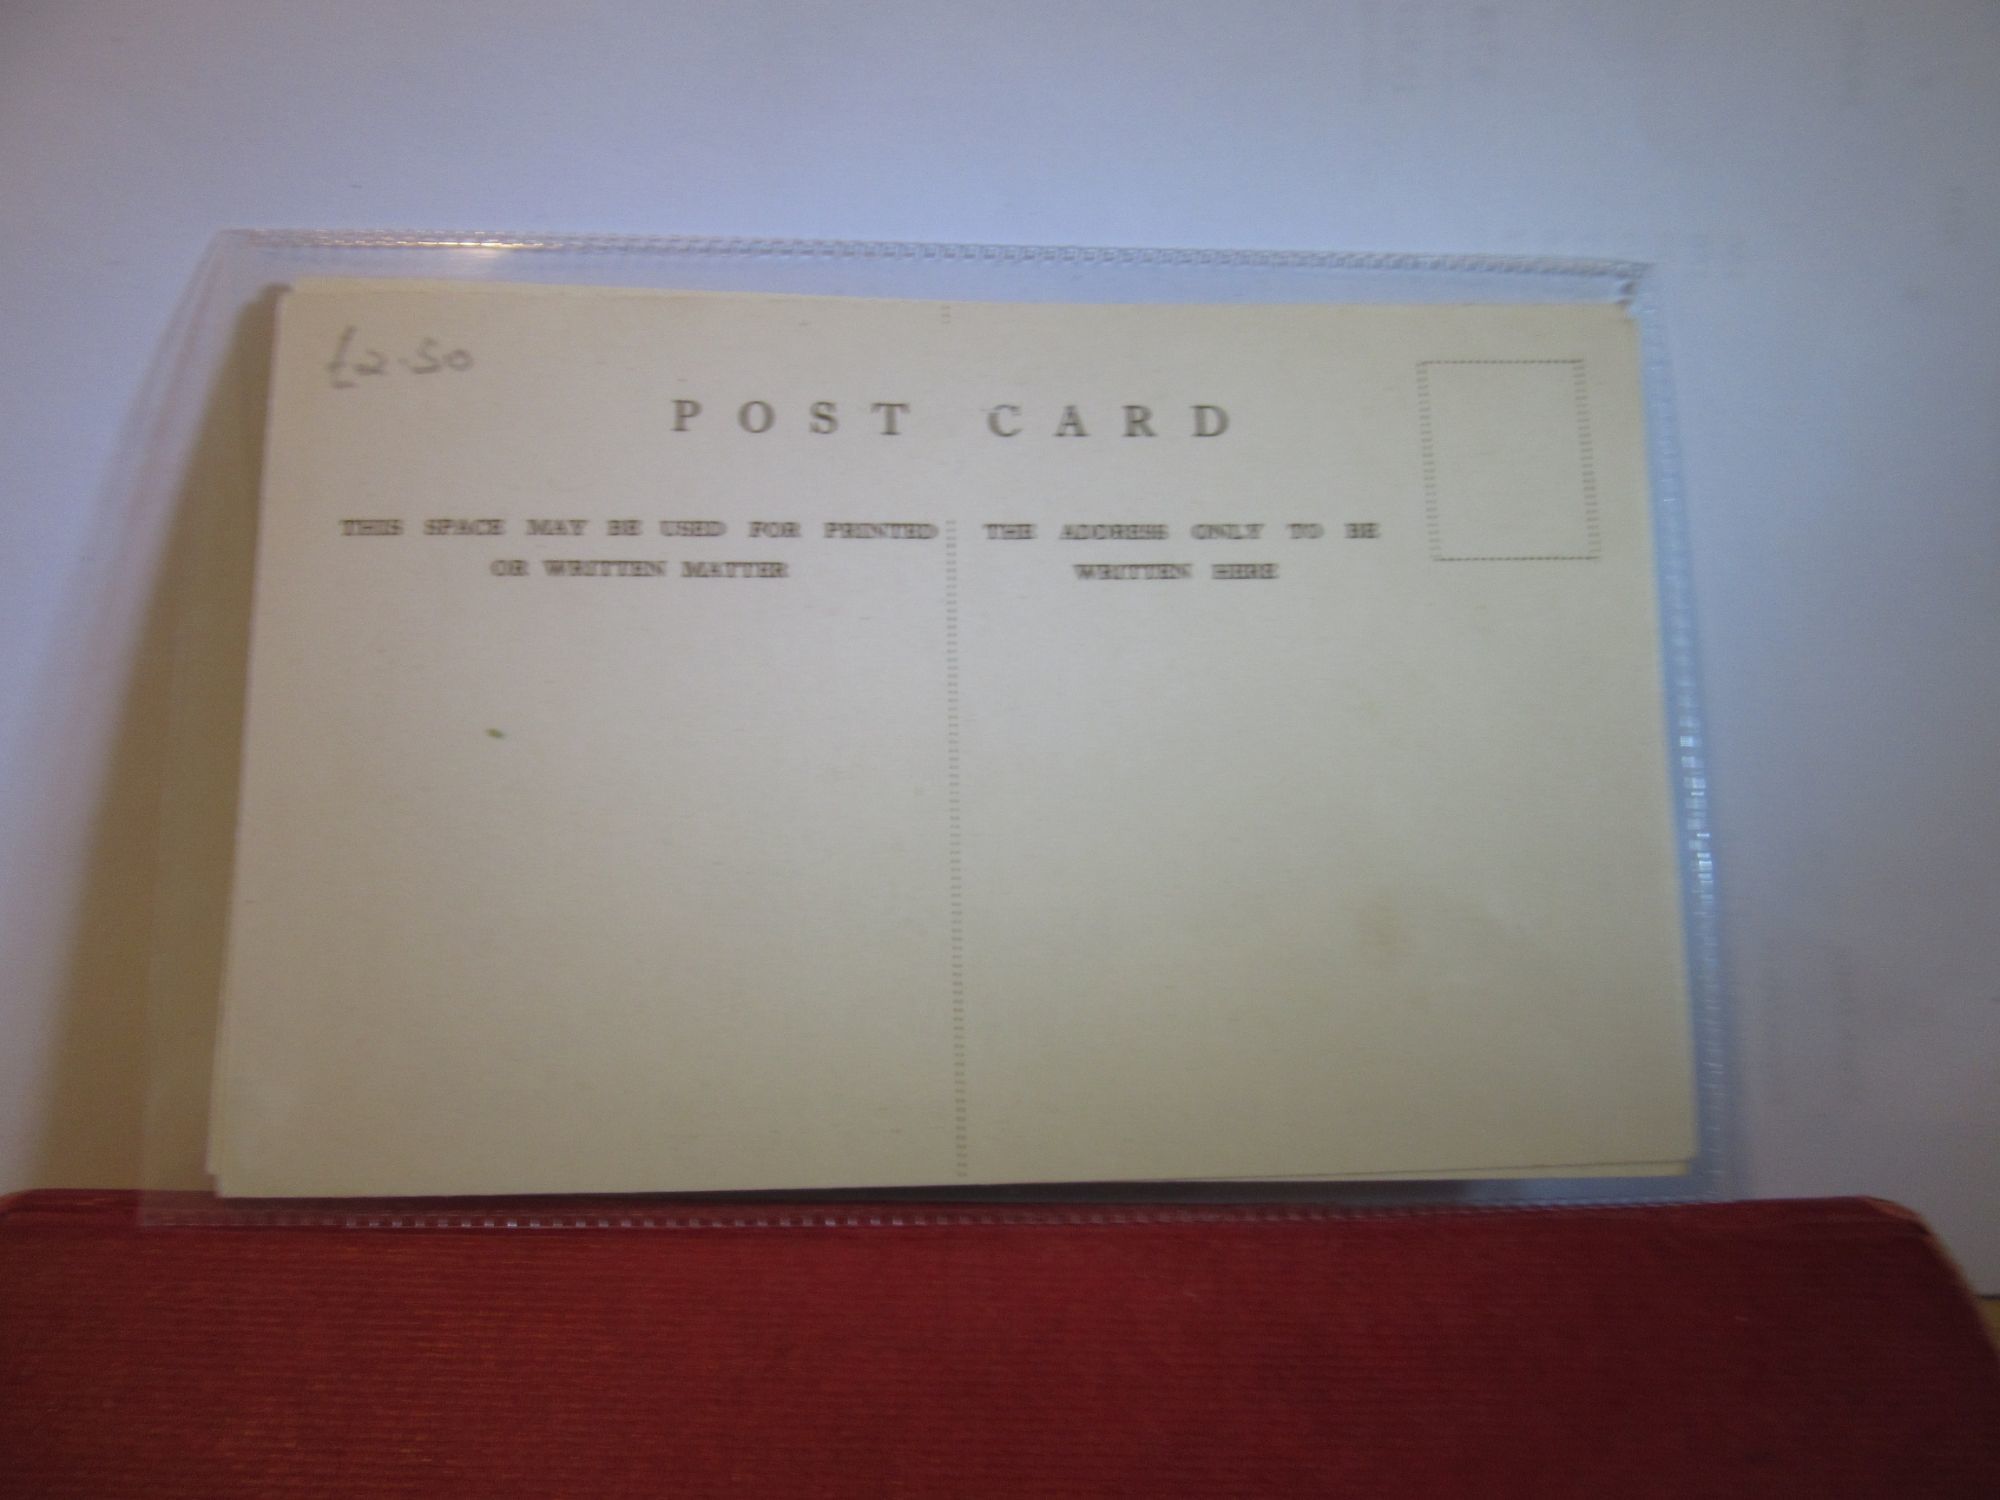 £2.50
POST CARD
THIS SPACE MAY BE USED FOR PRINTED
OR WRITTEN MATTER
THE ADDRESS ONLY TO BE
WRITTEN HERE